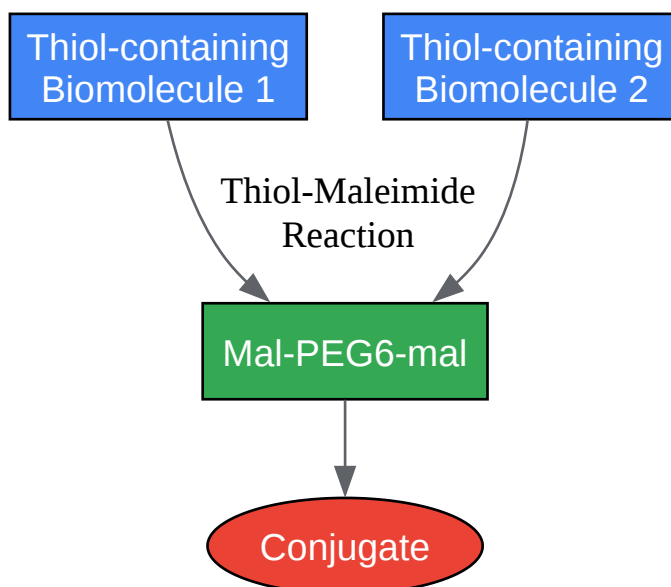 Thiol-containing
Biomolecule 1
Thiol-containing
Biomolecule 2
Thiol-Maleimide
Reaction
Mal-PEG6-mal
Conjugate